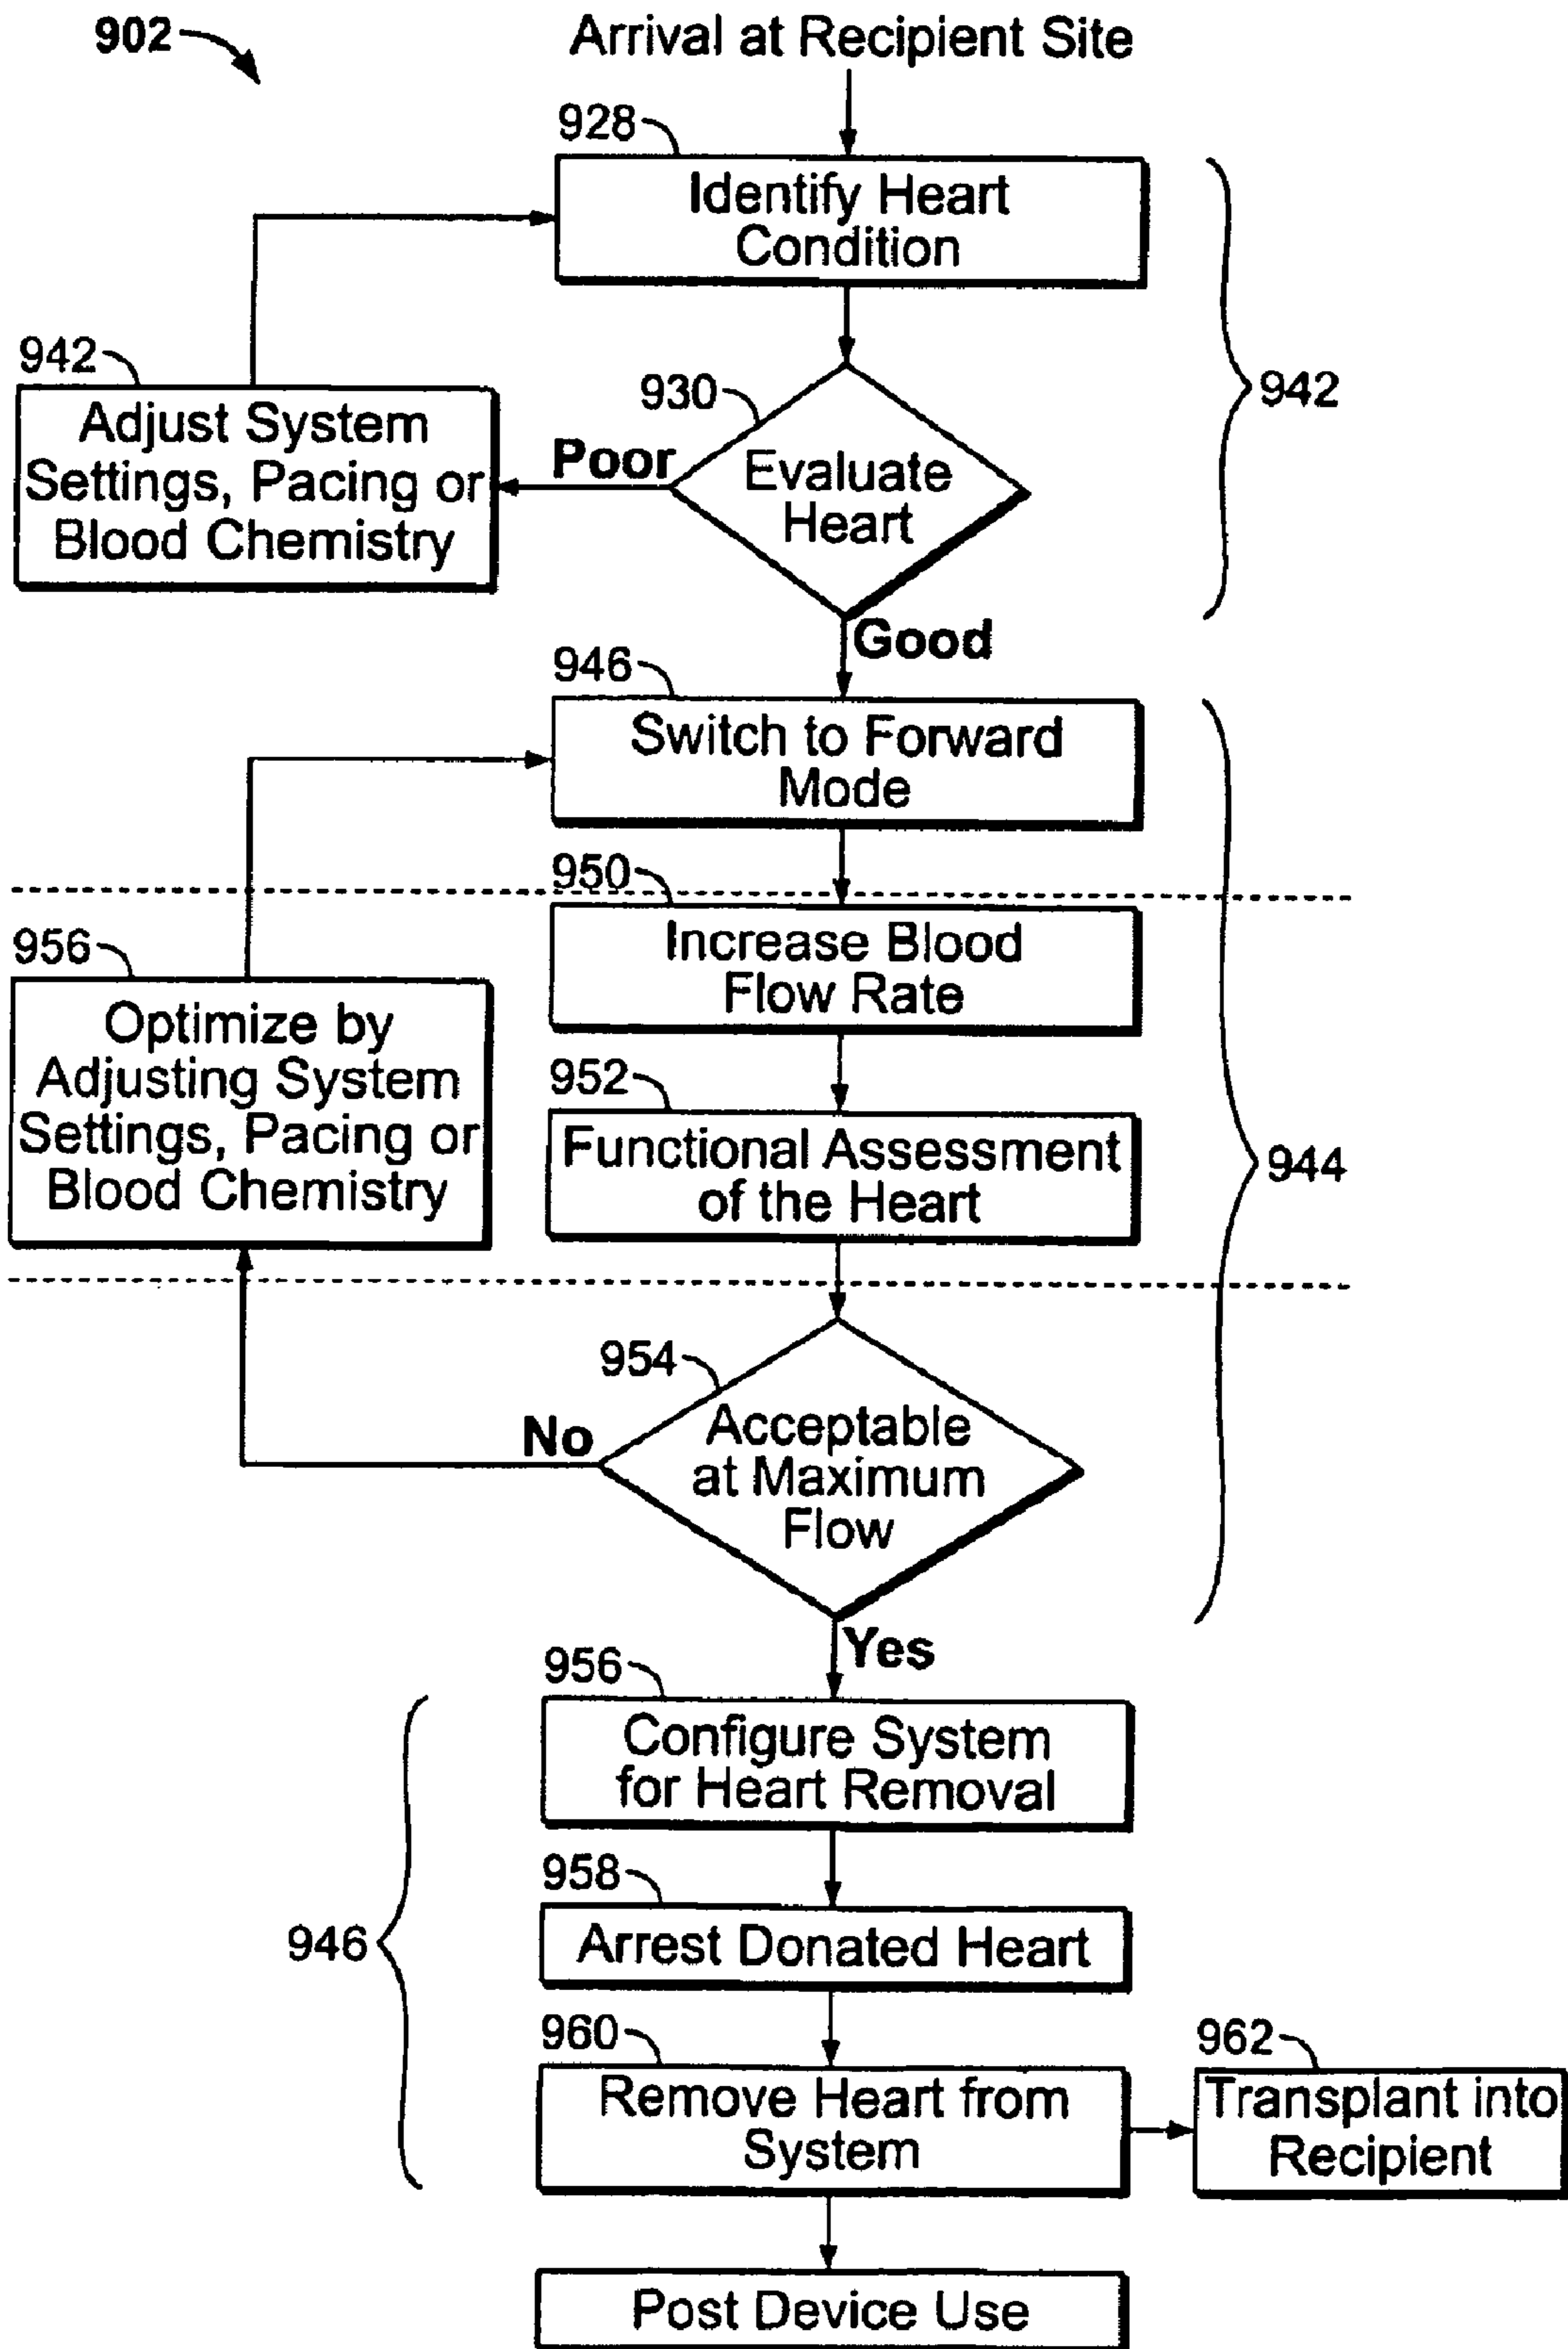 902
Arrival at Recipient Site
928
Identify Heart
Condition
942
Adjust System
Settings, Pacing or
Blood Chemistry
930
Poor
Evaluate
Heart
942
Good
946
Switch to Forward
Mode
950
Increase Blood
Flow Rate
956
Optimize by
Adjusting System
Settings, Pacing or
Blood Chemistry
952
Functional Assessment
of the Heart
944
954
No
Acceptable
at Maximum
Flow
Yes
956
Configure System
for Heart Removal
958
Arrest Donated Heart
946
960
Remove Heart from
System
962
Transplant into
Recipient
Post Device Use